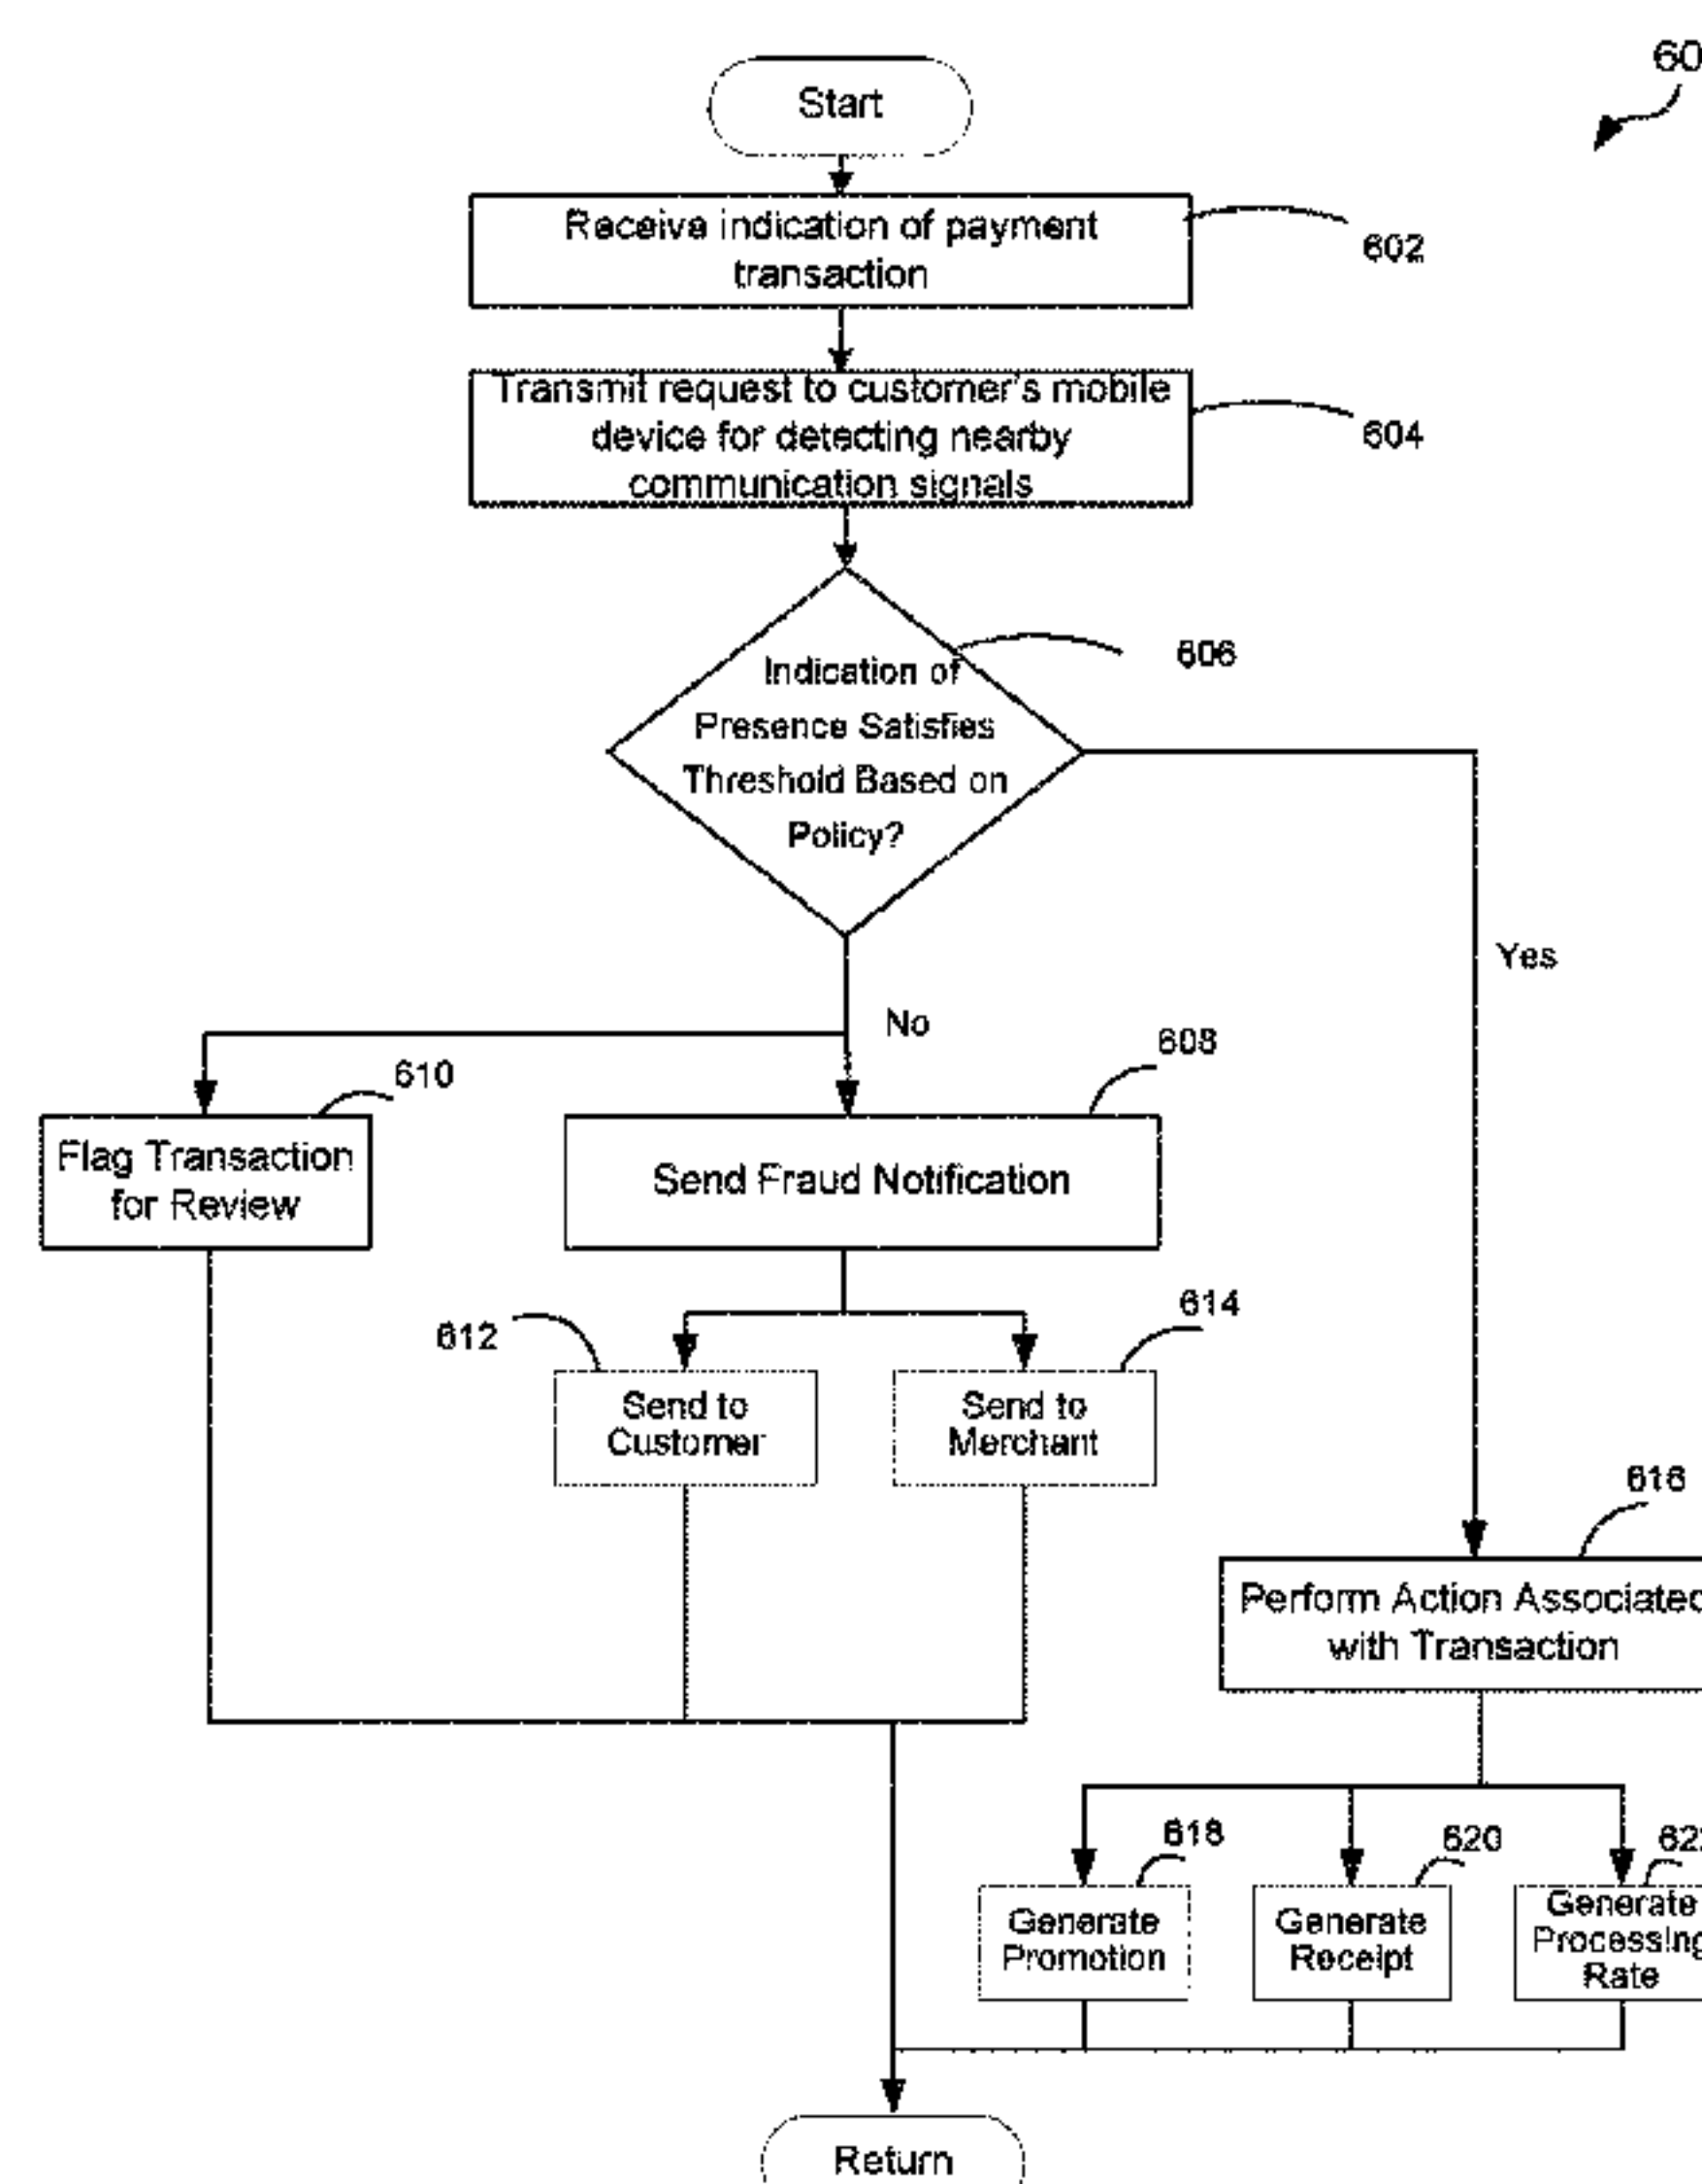 Start
60
Receive indication of payment
transaction
602
Transmit request to customer's mobile
device for detecting nearby
communication signals
604
Indication of
Presence Satisfies
Threshold Based on
Policy?
606
Yes
No
608
610
Flag Transaction
for Review
Send Fraud Notification
612
614
Send to
Customer
Send to
Merchant
616
Perform Action Associated
with Transaction
618
620
622
Generate
Promotion
Generate
Receipt
Generate
Processing
Rate
Return